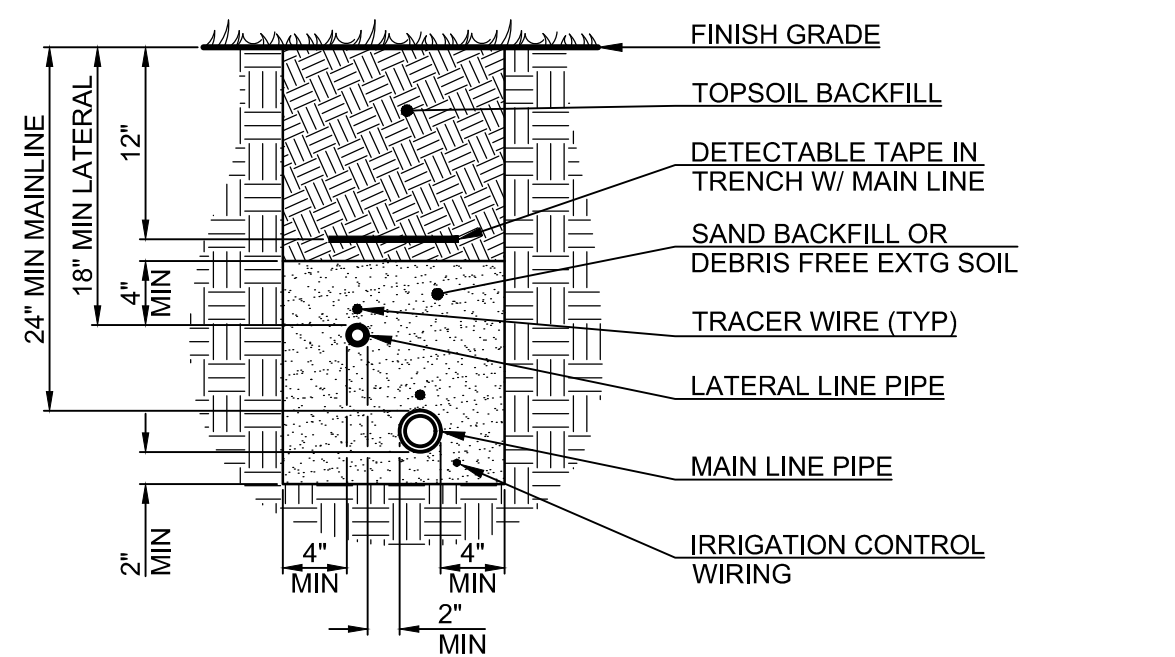 FINISH GRADE
TOPSOIL BACKFILL
DETECTABLE TAPE IN
TRENCH W/ MAIN LINE
SAND BACKFILL OR
DEBRIS FREE EXTG SOIL
TRACER WIRE (TYP)
LATERAL LINE PIPE
MAIN LINE PIPE
IRRIGATION CONTROL
WIRING
24" MIN MAINLINE
18" MIN LATERAL
12"
4"
MIN
2"
MIN
4"
MIN
4"
MIN
2"
MIN